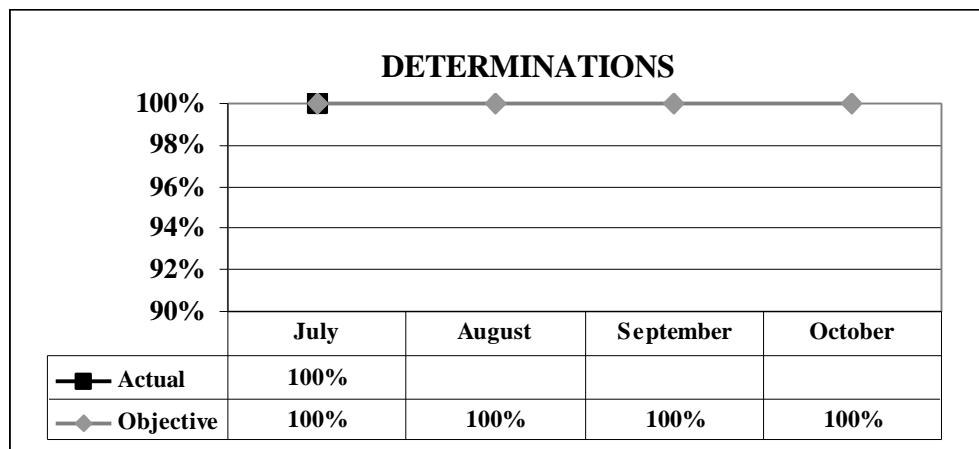 DETERMINATIONS
100%
98%
96%
94%
92%
90%
July August September October
Actual 100%
Objective 100% 100% 100% 100%